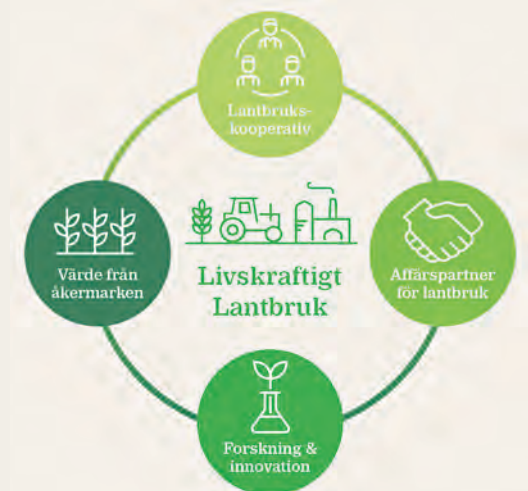 Lantbruks-
kooperativ
Värde från
åkermarken
Livskraftigt
Lantbruk
Affärspartner
för lantbruk
Forskning &
innovation